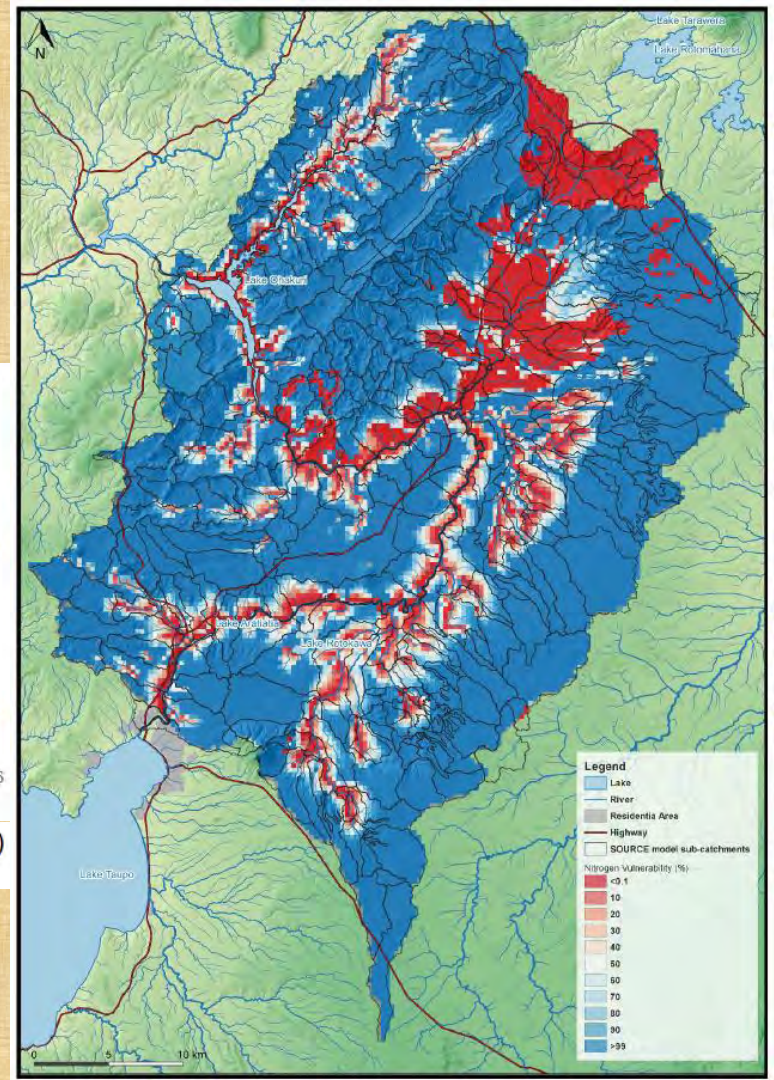 N
Lake Tarawera
Lake Rotomahana
Lake Ohakuri
Lake Aratiatia
Lake Rotokawa
Lake Taupo
0 5 10 km
Legend
Lake
River
Residentia Area
Highway
SOURCE model sub-catchments
Nitrogen Vulnerability (%)
<0.1
10
20
30
40
50
60
70
80
90
>99